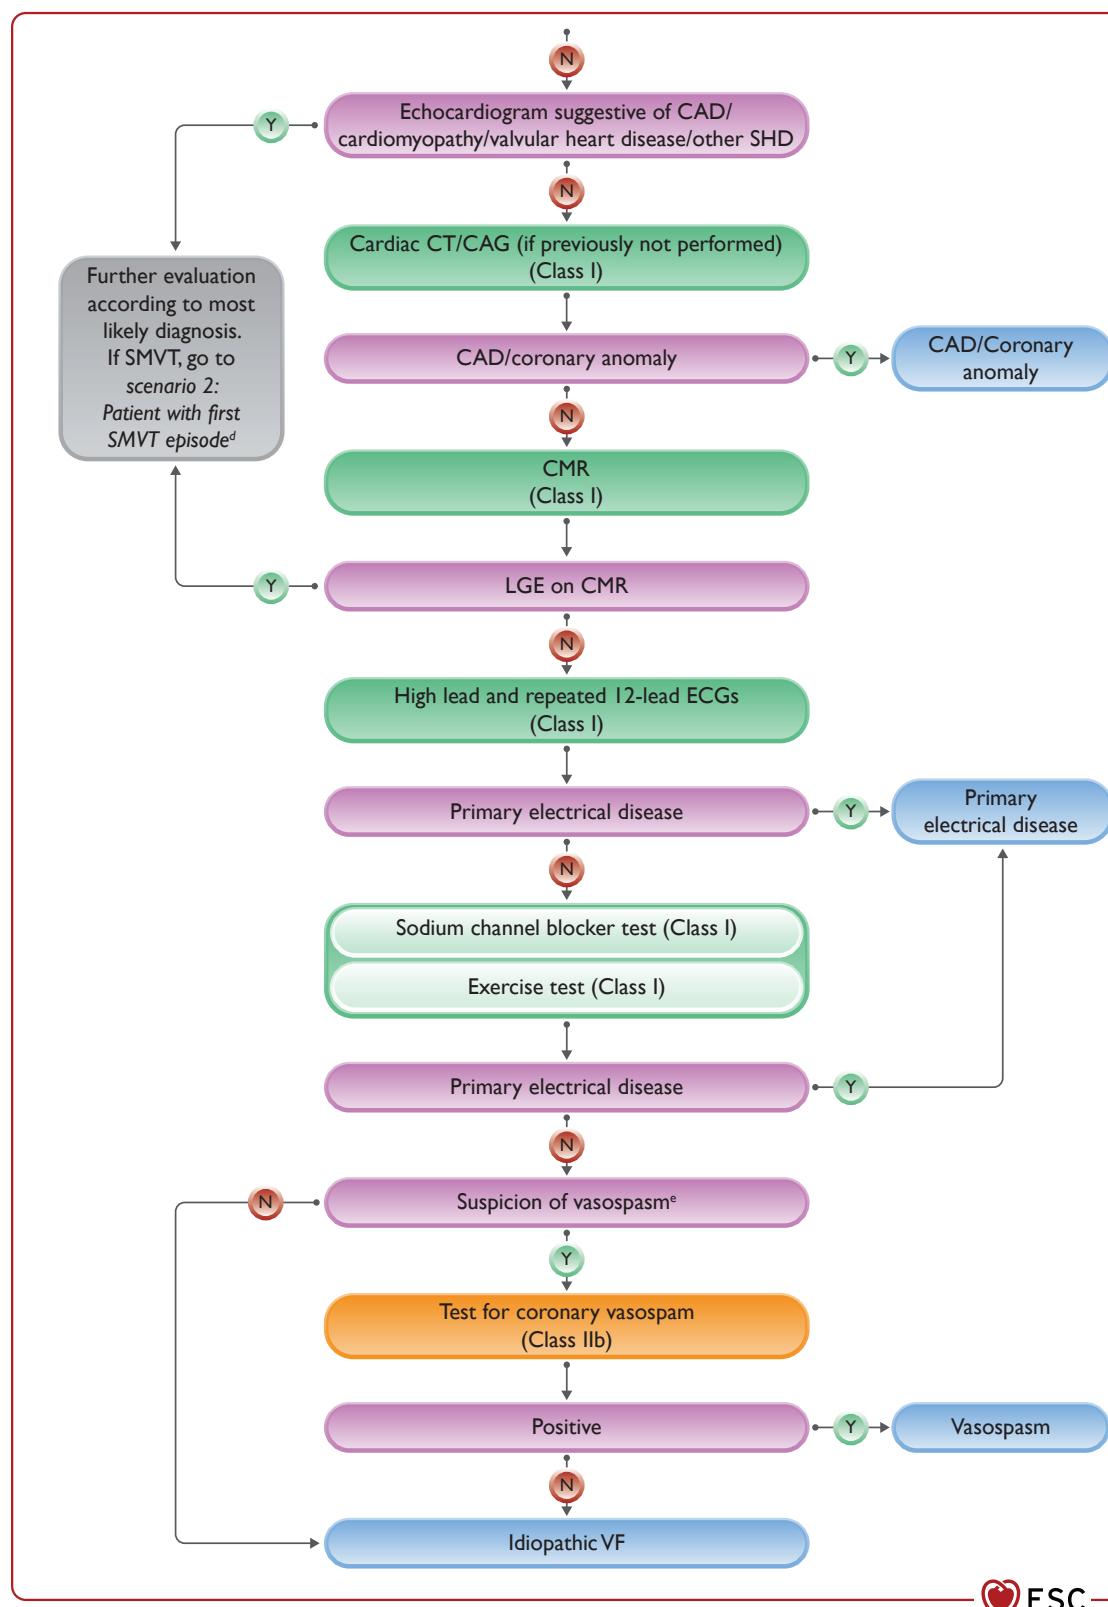 N
Echocardiogram suggestive of CAD/
cardiomyopathy/valvular heart disease/other SHD
Y
N
Cardiac CT/CAG (if previously not performed)
(Class I)
Further evaluation
according to most
likely diagnosis.
If SMVT, go to
scenario 2:
Patient with first
SMVT episodeᵈ
CAD/coronary anomaly
Y
CAD/Coronary
anomaly
N
CMR
(Class I)
LGE on CMR
Y
N
High lead and repeated 12-lead ECGs
(Class I)
Primary electrical disease
Y
Primary
electrical disease
N
Sodium channel blocker test (Class I)
Exercise test (Class I)
Primary electrical disease
Y
N
Suspicion of vasospasmᵉ
N
Y
Test for coronary vasospam
(Class IIb)
Positive
Y
Vasospasm
N
Idiopathic VF
ESC